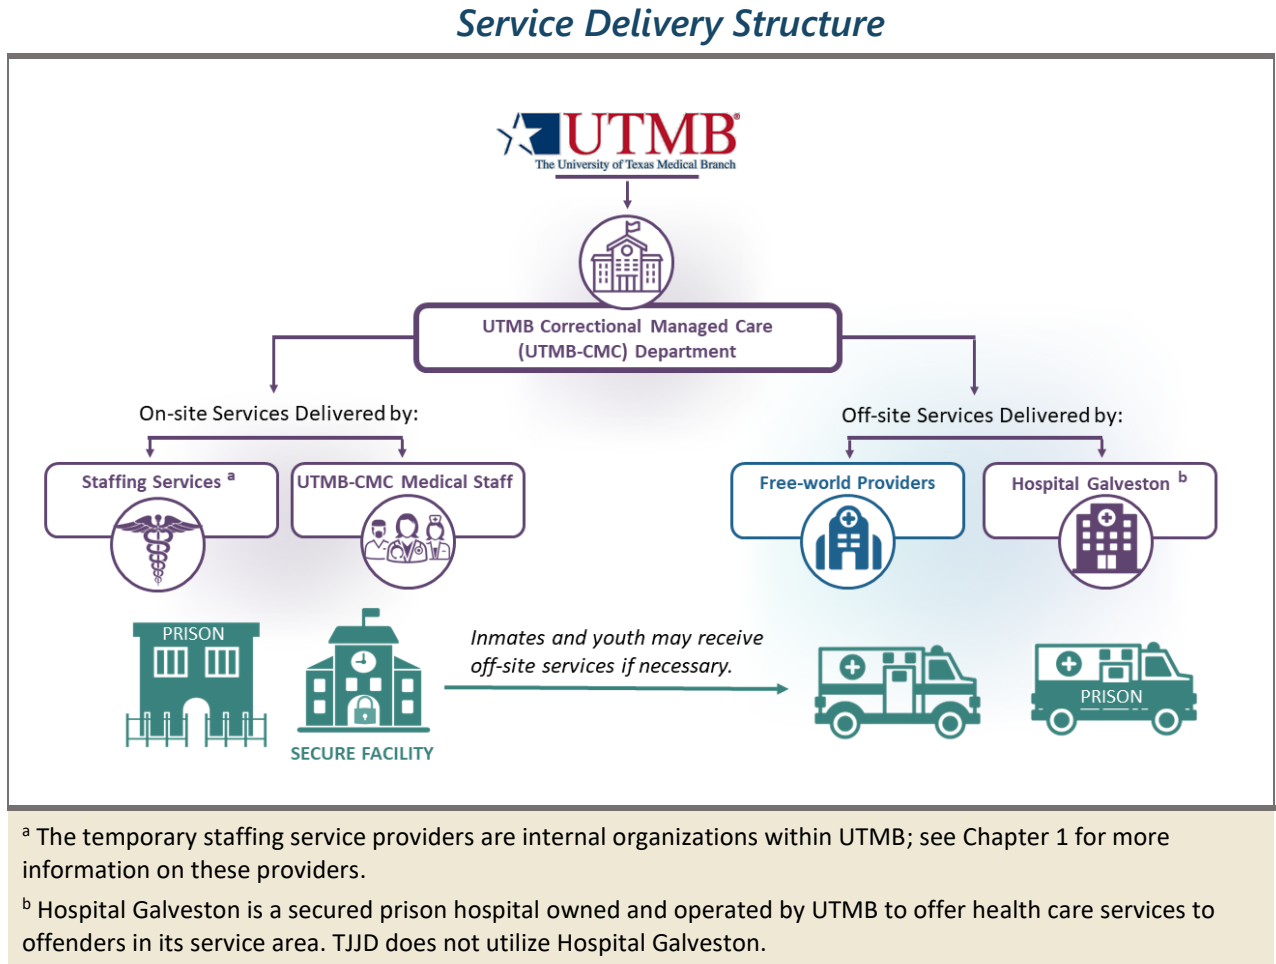 Service Delivery Structure
UTMB®
The University of Texas Medical Branch
UTMB Correctional Managed Care
(UTMB-CMC) Department
On-site Services Delivered by:
Off-site Services Delivered by:
Staffing Services a
UTMB-CMC Medical Staff
Free-world Providers
Hospital Galveston b
PRISON
SECURE FACILITY
Inmates and youth may receive
off-site services if necessary.
PRISON
a The temporary staffing service providers are internal organizations within UTMB; see Chapter 1 for more
information on these providers.
b Hospital Galveston is a secured prison hospital owned and operated by UTMB to offer health care services to
offenders in its service area. TJJD does not utilize Hospital Galveston.